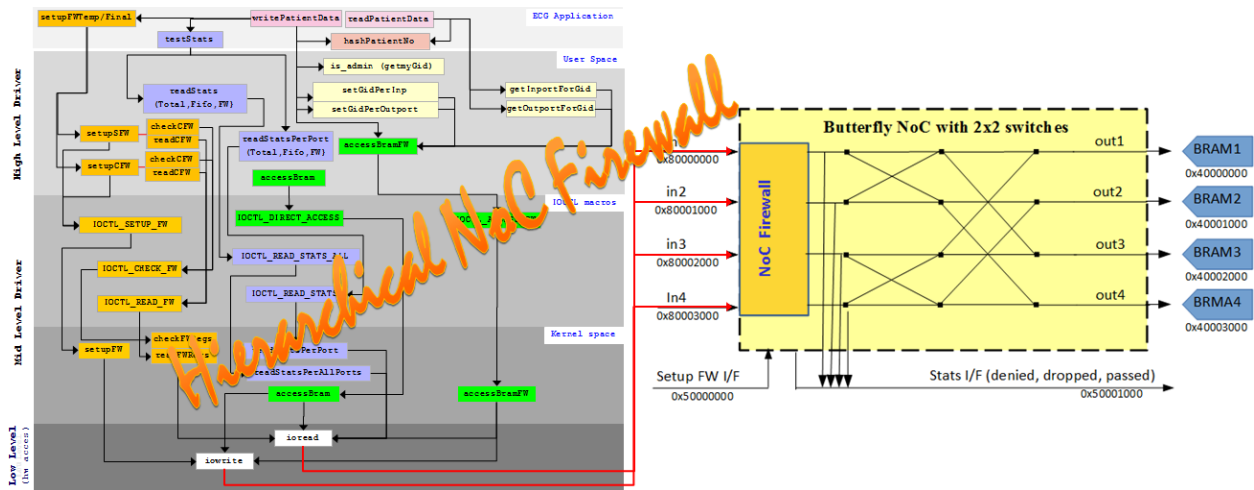 setupFWTemp/Final
writePatientData
readPatientData
ECG Application
testStats
hashPatientNo
User Space
is_admin (getmyGid)
readStats
(Total,Fifo,FW}
setGidPerInp
setGidPerOutport
getInportForGid
getOutportForGid
High Level Driver
setupSFW
checkCFW
readCFW
setupCFW
checkCFW
readCFW
readStatsPerPort
(Total,Fifo,FW)
accessBramFW
accessBram
IOCTL macros
IOCTL_SETUP_FW
IOCTL_DIRECT_ACCESS
IOCTL_CHECK_FW
IOCTL_READ_STATS_ALL
IOCTL_READ_FW
IOCTL_READ_STATS
Mid Level Driver
Kernel space
setupFW
checkFWRegs
readStatsPerAllPorts
accessBram
accessBramFW
Low Level
(hw acces)
ioread
iowrite
Hierarchical NoC Firewall
Butterfly NoC with 2x2 switches
NoC Firewall
0x80000000
in2
0x80001000
in3
0x80002000
In4
0x80003000
out1
out2
out3
out4
BRAM1
0x40000000
BRAM2
0x40001000
BRAM3
0x40002000
BRMA4
0x40003000
Setup FW I/F
0x50000000
Stats I/F (denied, dropped, passed)
0x50001000